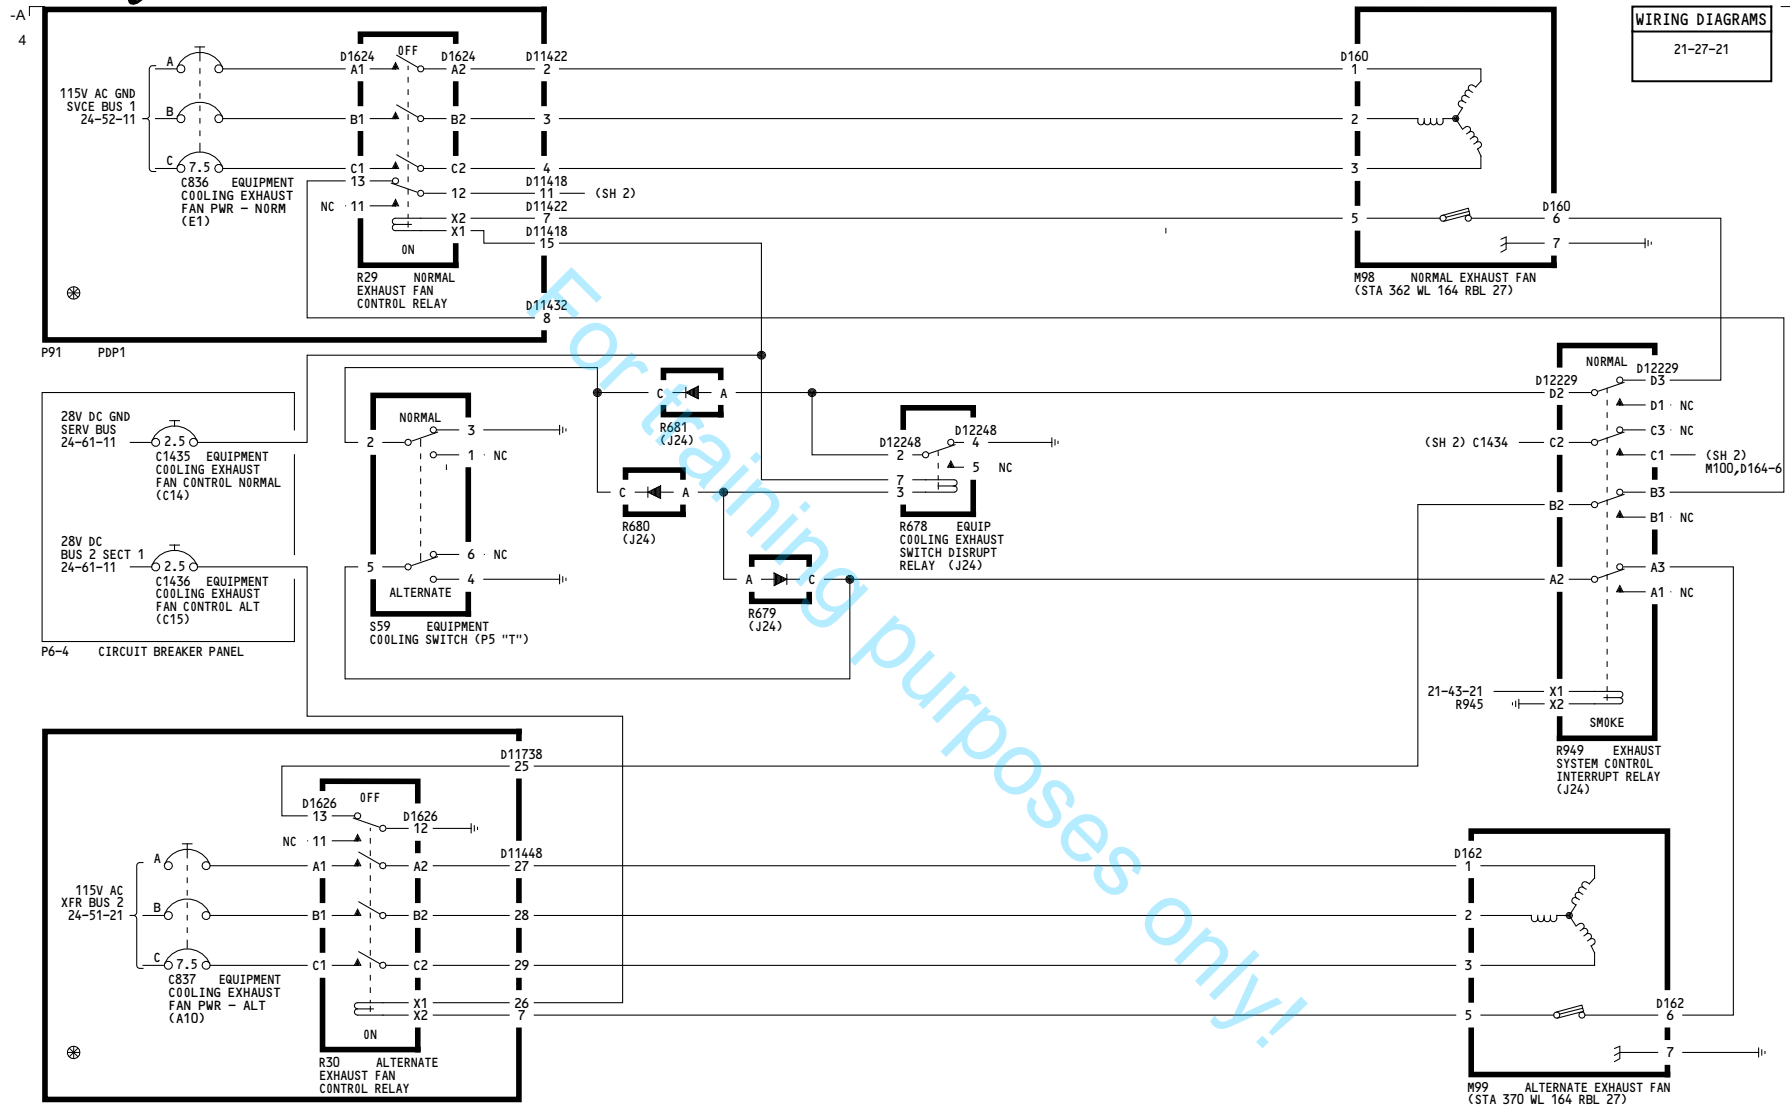 -A
4
WIRING DIAGRAMS
21-27-21
115V AC GND
SVCE BUS 1
24-52-11
A
B
C
7.5
C836 EQUIPMENT
COOLING EXHAUST
FAN PWR - NORM
(E1)
D1624
OFF
D1624
A1
A2
B1
B2
C1
C2
13
12
NC 11
X2
X1
ON
R29 NORMAL
EXHAUST FAN
CONTROL RELAY
D11422
2
3
4
D11418
11
(SH 2)
D11422
7
D11418
15
D11432
8
P91 PDP1
D160
1
2
3
5
D160
6
7
M98 NORMAL EXHAUST FAN
(STA 362 WL 164 RBL 27)
28V DC GND
SERV BUS
24-61-11
2.5
C1435 EQUIPMENT
COOLING EXHAUST
FAN CONTROL NORMAL
(C14)
28V DC
BUS 2 SECT 1
24-61-11
2.5
C1436 EQUIPMENT
COOLING EXHAUST
FAN CONTROL ALT
(C15)
P6-4 CIRCUIT BREAKER PANEL
NORMAL
2
3
1 NC
5
6 NC
4
ALTERNATE
S59 EQUIPMENT
COOLING SWITCH (P5 "T")
C A
R681
(J24)
C A
R680
(J24)
A C
R679
(J24)
D12248
D12248
4
2
5 NC
7
3
R678 EQUIP
COOLING EXHAUST
SWITCH DISRUPT
RELAY (J24)
NORMAL
D12229
D12229
D3
D2
D1 NC
C3 NC
(SH 2) C1434
C2
C1
(SH 2)
M100,D164-6
B3
B2
B1 NC
A3
A2
A1 NC
21-43-21
R945
X1
X2
SMOKE
R949 EXHAUST
SYSTEM CONTROL
INTERRUPT RELAY
(J24)
D11738
25
D1626
OFF
D1626
13
12
NC 11
A1
A2
B1
B2
C1
C2
X1
X2
ON
R30 ALTERNATE
EXHAUST FAN
CONTROL RELAY
115V AC
XFR BUS 2
24-51-21
A
B
C
7.5
C837 EQUIPMENT
COOLING EXHAUST
FAN PWR - ALT
(A10)
D11448
27
28
29
26
7
D162
1
2
3
5
D162
6
7
M99 ALTERNATE EXHAUST FAN
(STA 370 WL 164 RBL 27)
For training purposes only!